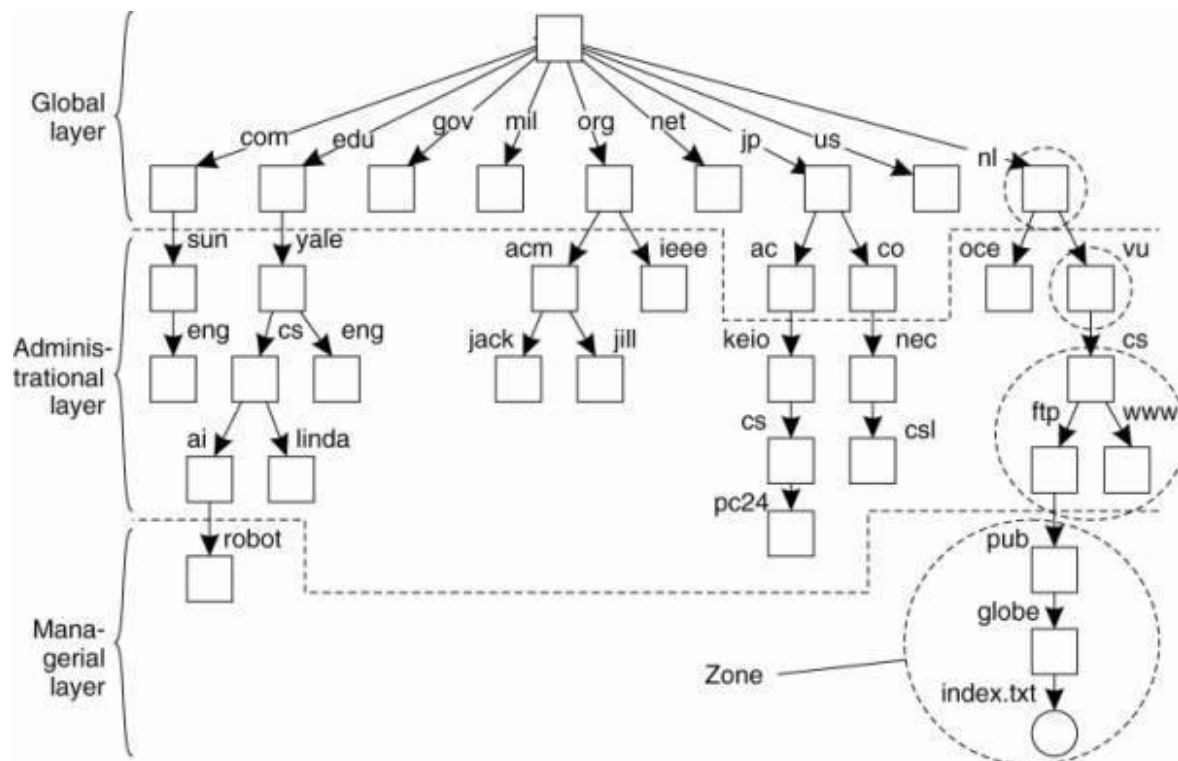 Global
layer
com
edu
gov
mil
org
net
jp
us
nl
sun
yale
acm
ieee
ac
co
oce
vu
Adminis-
trational
layer
eng
cs
eng
jack
jill
keio
nec
cs
ai
linda
cs
csl
ftp
www
pc24
robot
pub
globe
Mana-
gerial
layer
Zone
index.txt